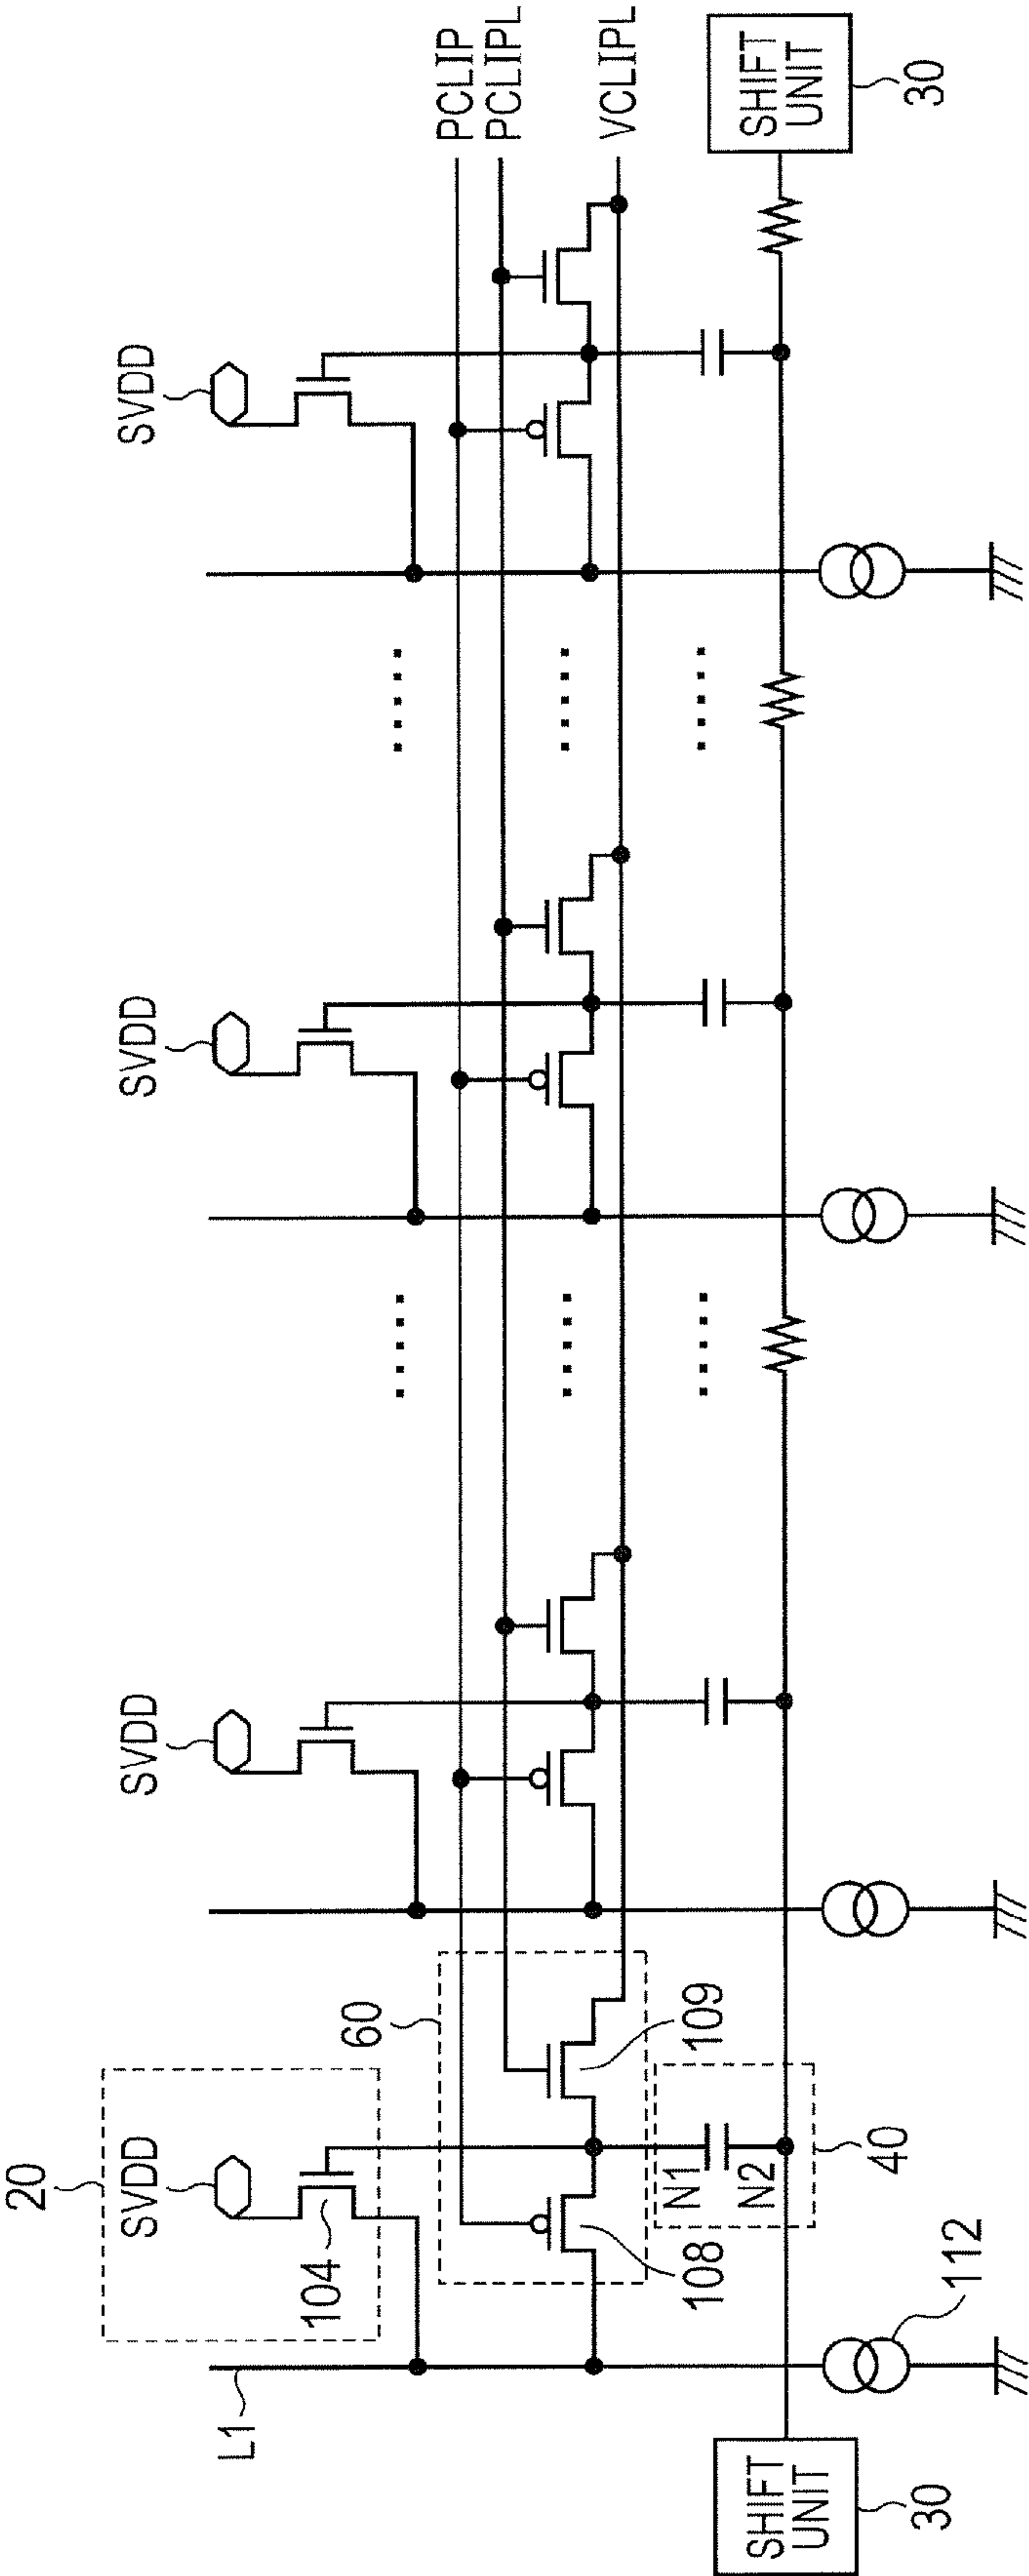 20
SVDD
104
L1
60
109
108
N1
N2
40
112
SHIFT
UNIT
30
SVDD
SVDD
SVDD
PCLIP
PCLIPL
VCLIPL
SHIFT
UNIT
30